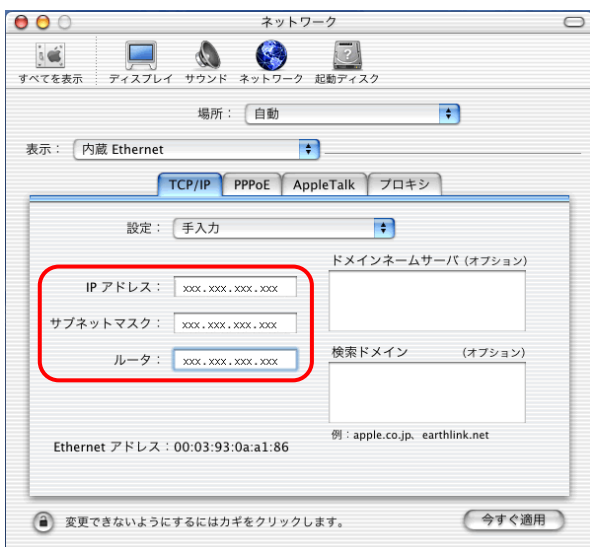 ネットワーク
すべてを表示 ディスプレイ サウンド ネットワーク 起動ディスク
場所： 自動
表示： 内蔵 Ethernet
TCP/IP PPPoE AppleTalk プロキシ
設定： 手入力
ドメインネームサーバ (オプション)
IP アドレス： xxx.xxx.xxx.xxx
サブネットマスク： xxx.xxx.xxx.xxx
ルータ： xxx.xxx.xxx.xxx
検索ドメイン (オプション)
例：apple.co.jp、earthlink.net
Ethernet アドレス：00:03:93:0a:a1:86
変更できないようにするにはカギをクリックします。
今すぐ適用